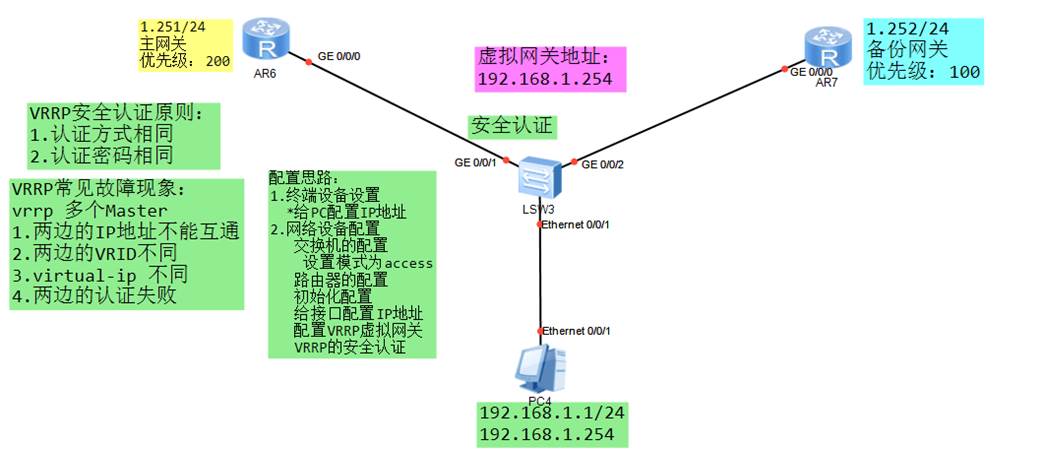 1.251/24
主网关
优先级：200
R
AR6
GE 0/0/0
虚拟网关地址：
192.168.1.254
R
GE 0/0/0
AR7
1.252/24
备份网关
优先级：100
VRRP安全认证原则：
1.认证方式相同
2.认证密码相同
安全认证
GE 0/0/1
GE 0/0/2
LSW3
Ethernet 0/0/1
VRRP常见故障现象：
vrrp 多个Master
1.两边的IP地址不能互通
2.两边的VRID不同
3.virtual-ip 不同
4.两边的认证失败
配置思路：
1.终端设备设置
*给PC配置IP地址
2.网络设备配置
交换机的配置
设置模式为access
路由器的配置
初始化配置
给接口配置IP地址
配置VRRP虚拟网关
VRRP的安全认证
Ethernet 0/0/1
PC4
192.168.1.1/24
192.168.1.254